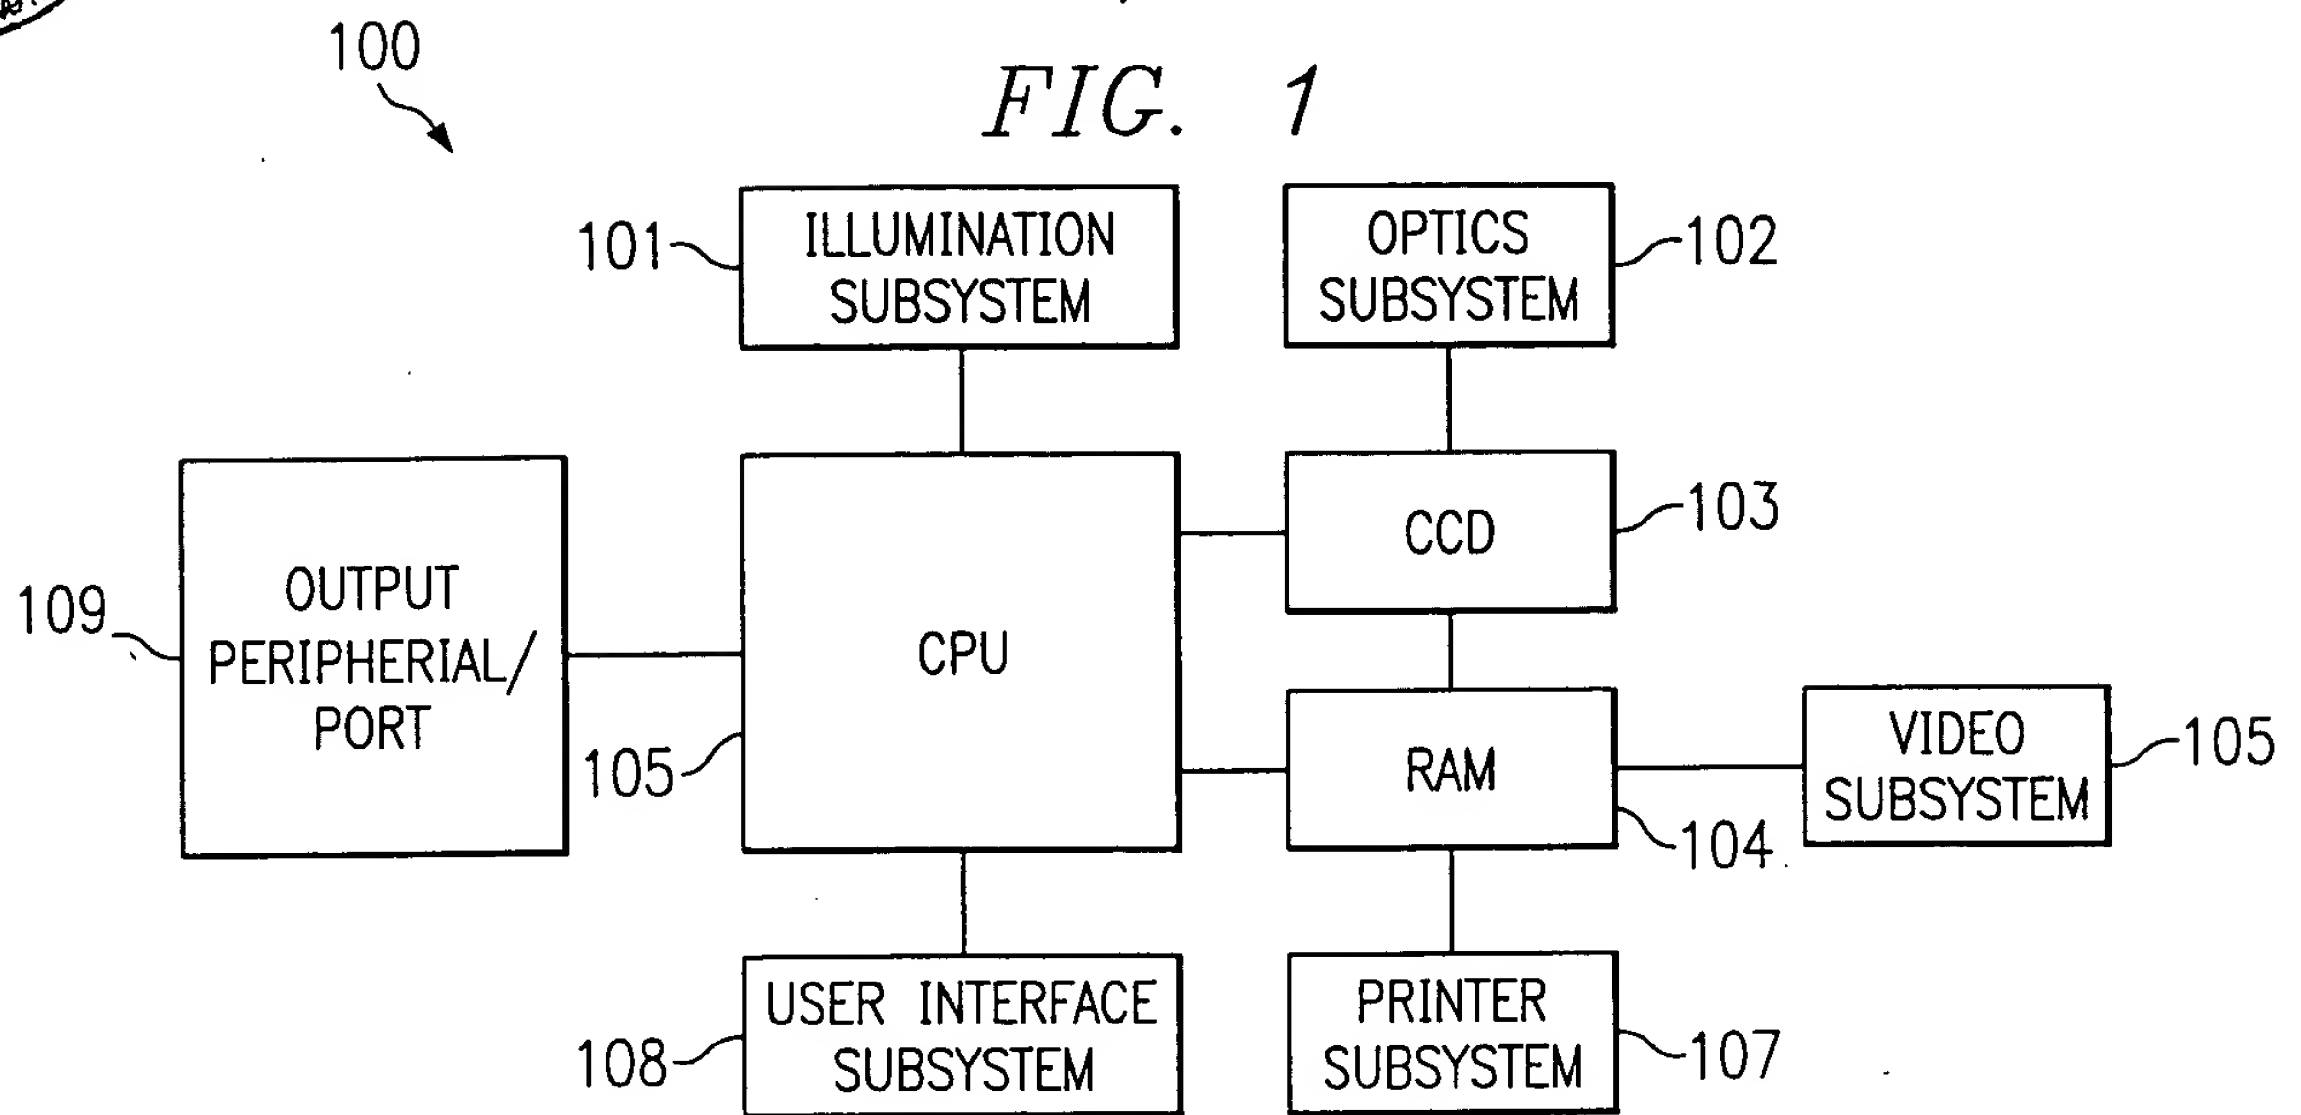 100
FIG. 1
101
ILLUMINATION
SUBSYSTEM
OPTICS
SUBSYSTEM
102
109
OUTPUT
PERIPHERIAL/
PORT
CPU
105
CCD
103
RAM
104
VIDEO
SUBSYSTEM
105
108
USER INTERFACE
SUBSYSTEM
PRINTER
SUBSYSTEM
107